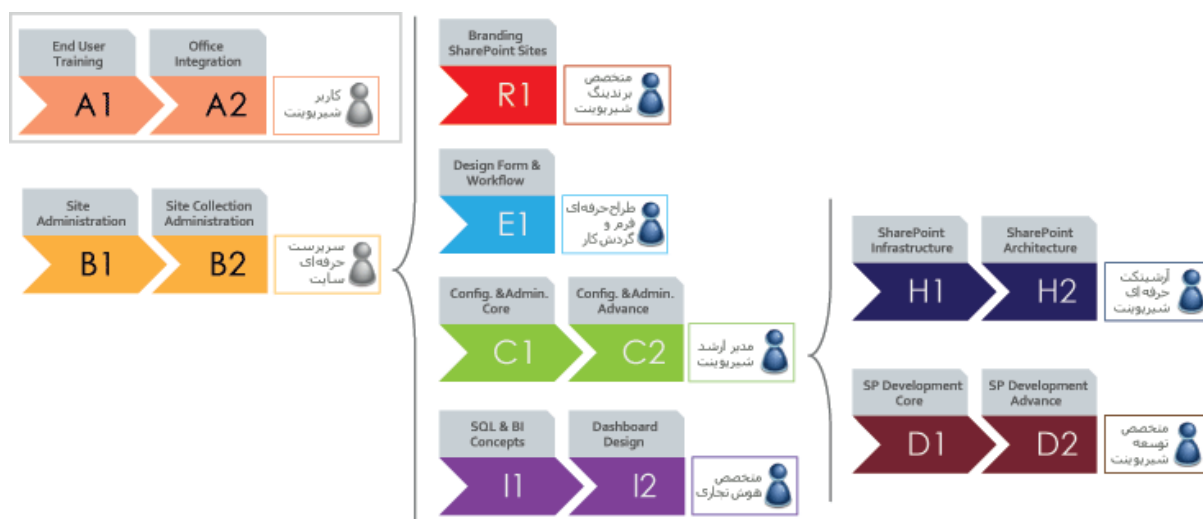 End User
Training
A1
Office
Integration
A2
کاربر
شیرپوینت
Site
Administration
B1
Site Collection
Administration
B2
سرپرست
حرفه‌ای
سایت
Branding
SharePoint Sites
R1
متخصص
برندینگ
شیرپوینت
Design Form &
Workflow
E1
طراح حرفه‌ای
فرم و
گردش کار
Config. &Admin.
Core
C1
Config. &Admin.
Advance
C2
مدیر ارشد
شیرپوینت
SQL & BI
Concepts
I1
Dashboard
Design
I2
متخصص
هوش تجاری
SharePoint
Infrastructure
H1
SharePoint
Architecture
H2
آرشیتکت
حرفه ای
شیرپوینت
SP Development
Core
D1
SP Development
Advance
D2
متخصص
توسعه
شیرپوینت